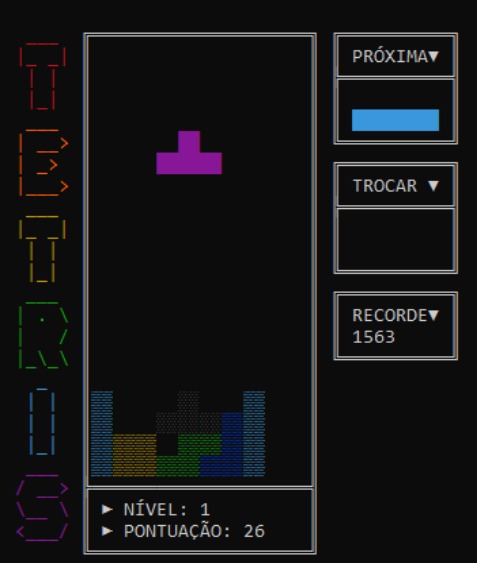 TETRIS
PRÓXIMA▼
TROCAR ▼
RECORDE▼
1563
► NÍVEL: 1
► PONTUAÇÃO: 26